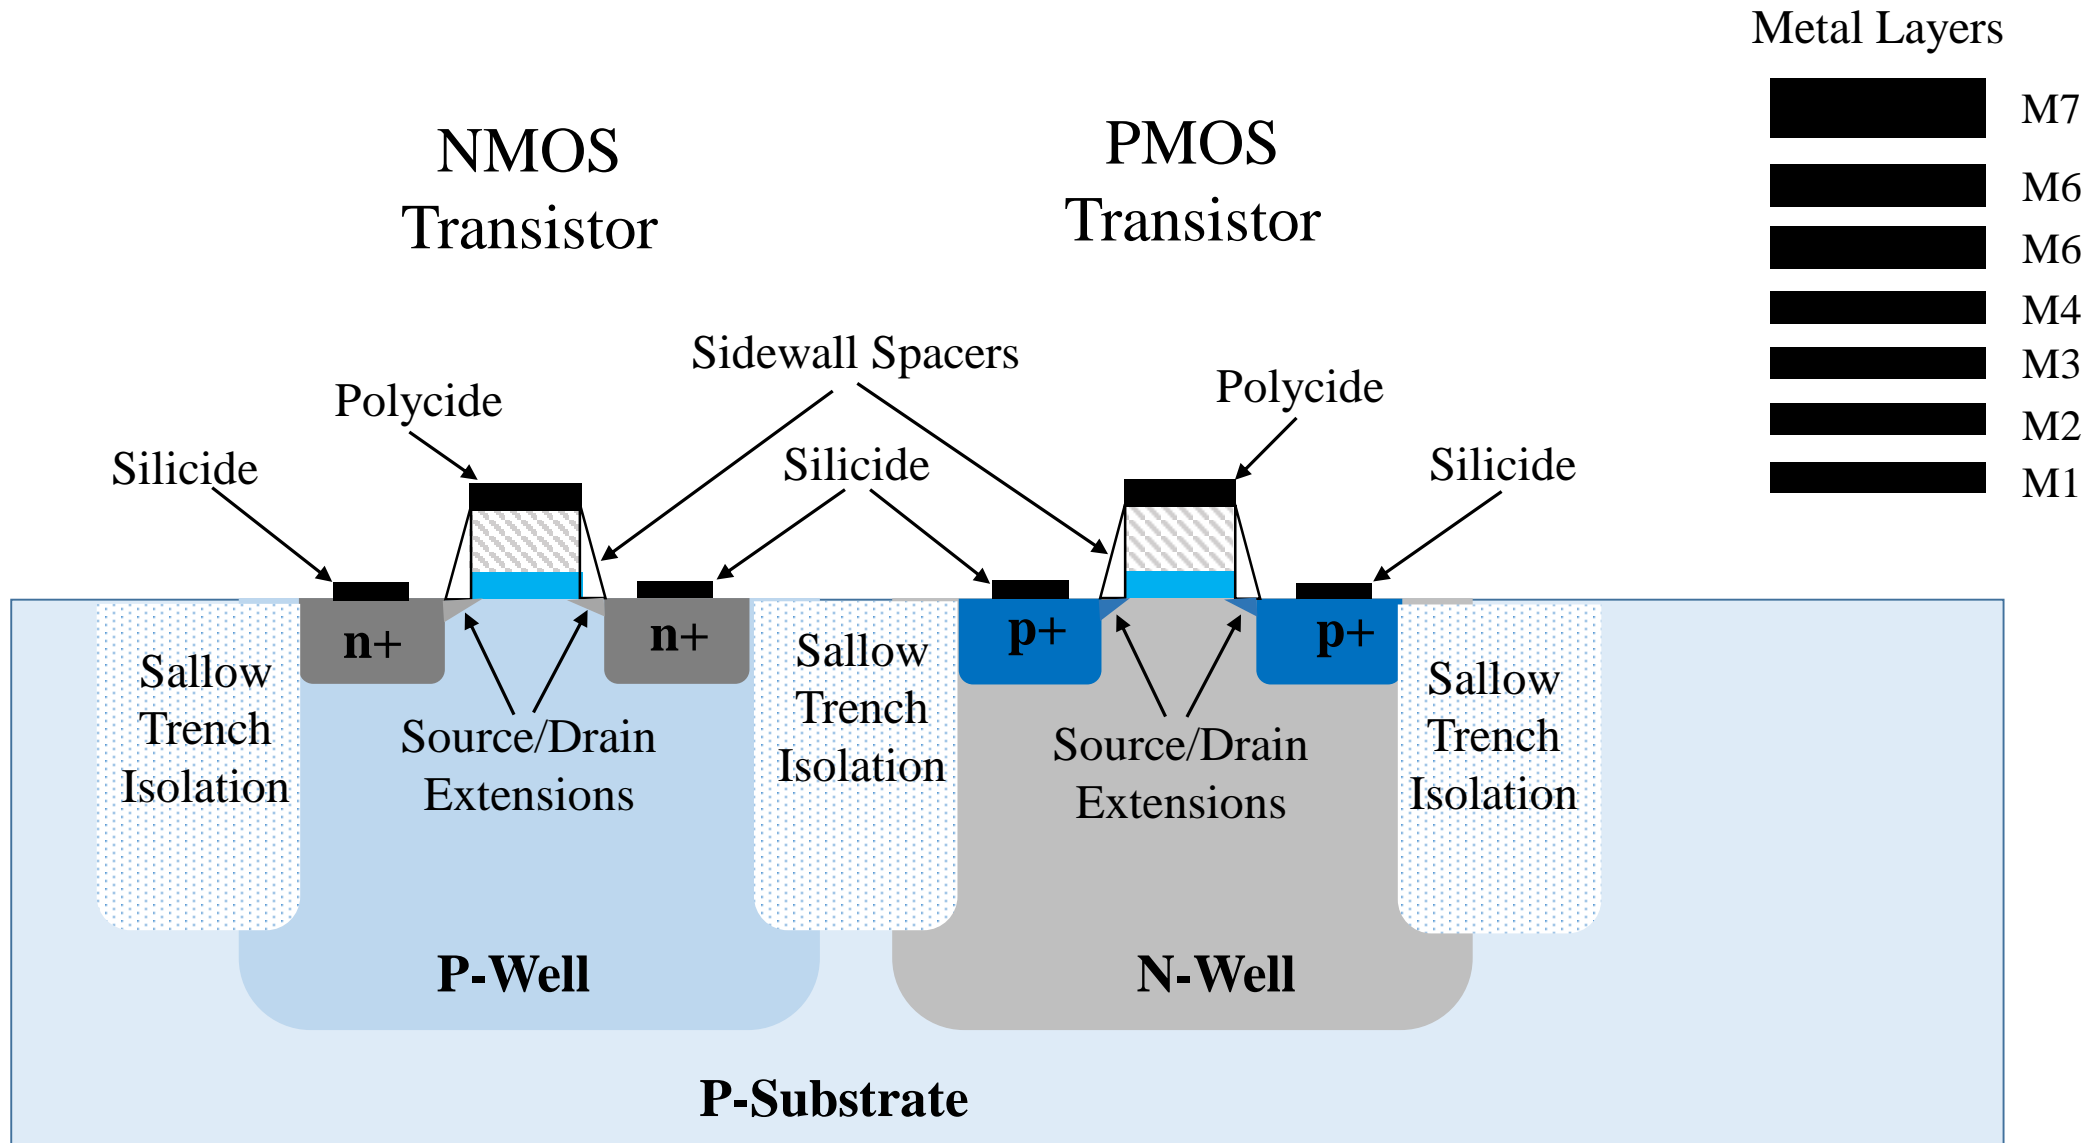 Metal Layers
M7
M6
M6
M4
M3
M2
M1
NMOS
Transistor
PMOS
Transistor
Sidewall Spacers
Polycide
Polycide
Silicide
Silicide
Silicide
n+
n+
p+
p+
Sallow
Trench
Isolation
Source/Drain
Extensions
Sallow
Trench
Isolation
Source/Drain
Extensions
Sallow
Trench
Isolation
P-Well
N-Well
P-Substrate